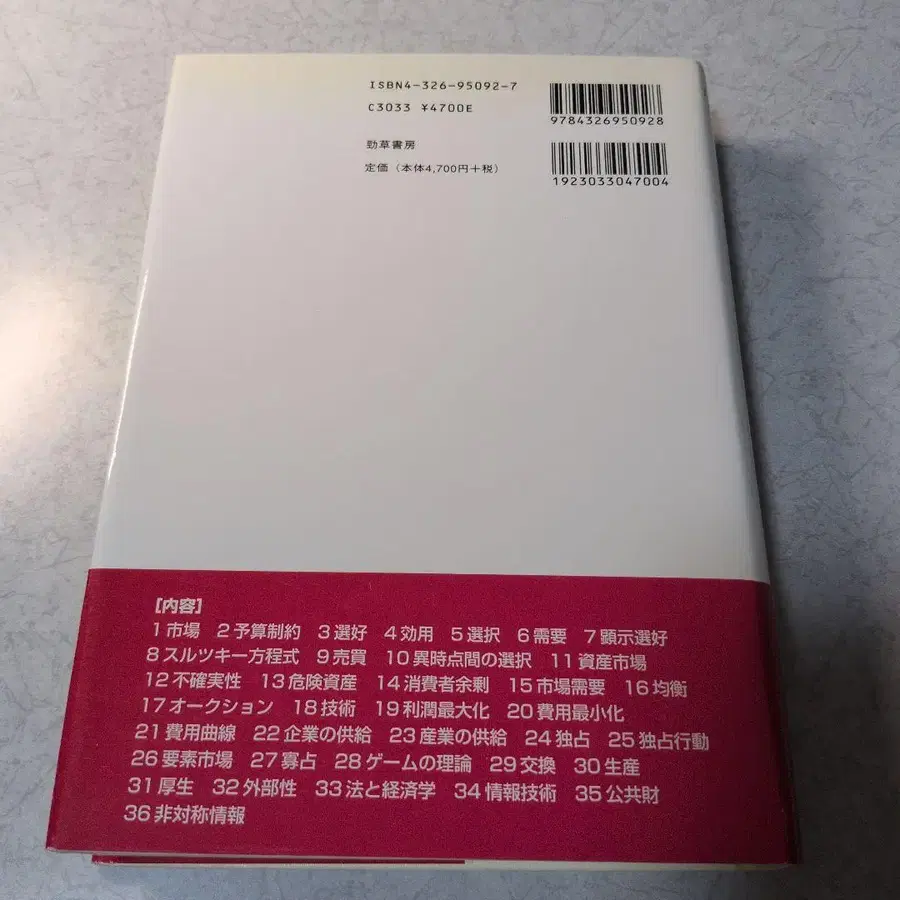 ISBN4-326-95092-7
C3033 ¥4700E
9784326950928
勁草書房
定価（本体4,700円＋税）
1923033047004
［内容］
1 市場 2 予算制約 3 選好 4 効用 5 選択 6 需要 7 顕示選好
8 スルツキー方程式 9 売買 10 異時点間の選択 11 資産市場
12 不確実性 13 危険資産 14 消費者余剰 15 市場需要 16 均衡
17 オークション 18 技術 19 利潤最大化 20 費用最小化
21 費用曲線 22 企業の供給 23 産業の供給 24 独占 25 独占行動
26 要素市場 27 寡占 28 ゲームの理論 29 交換 30 生産
31 厚生 32 外部性 33 法と経済学 34 情報技術 35 公共財
36 非対称情報